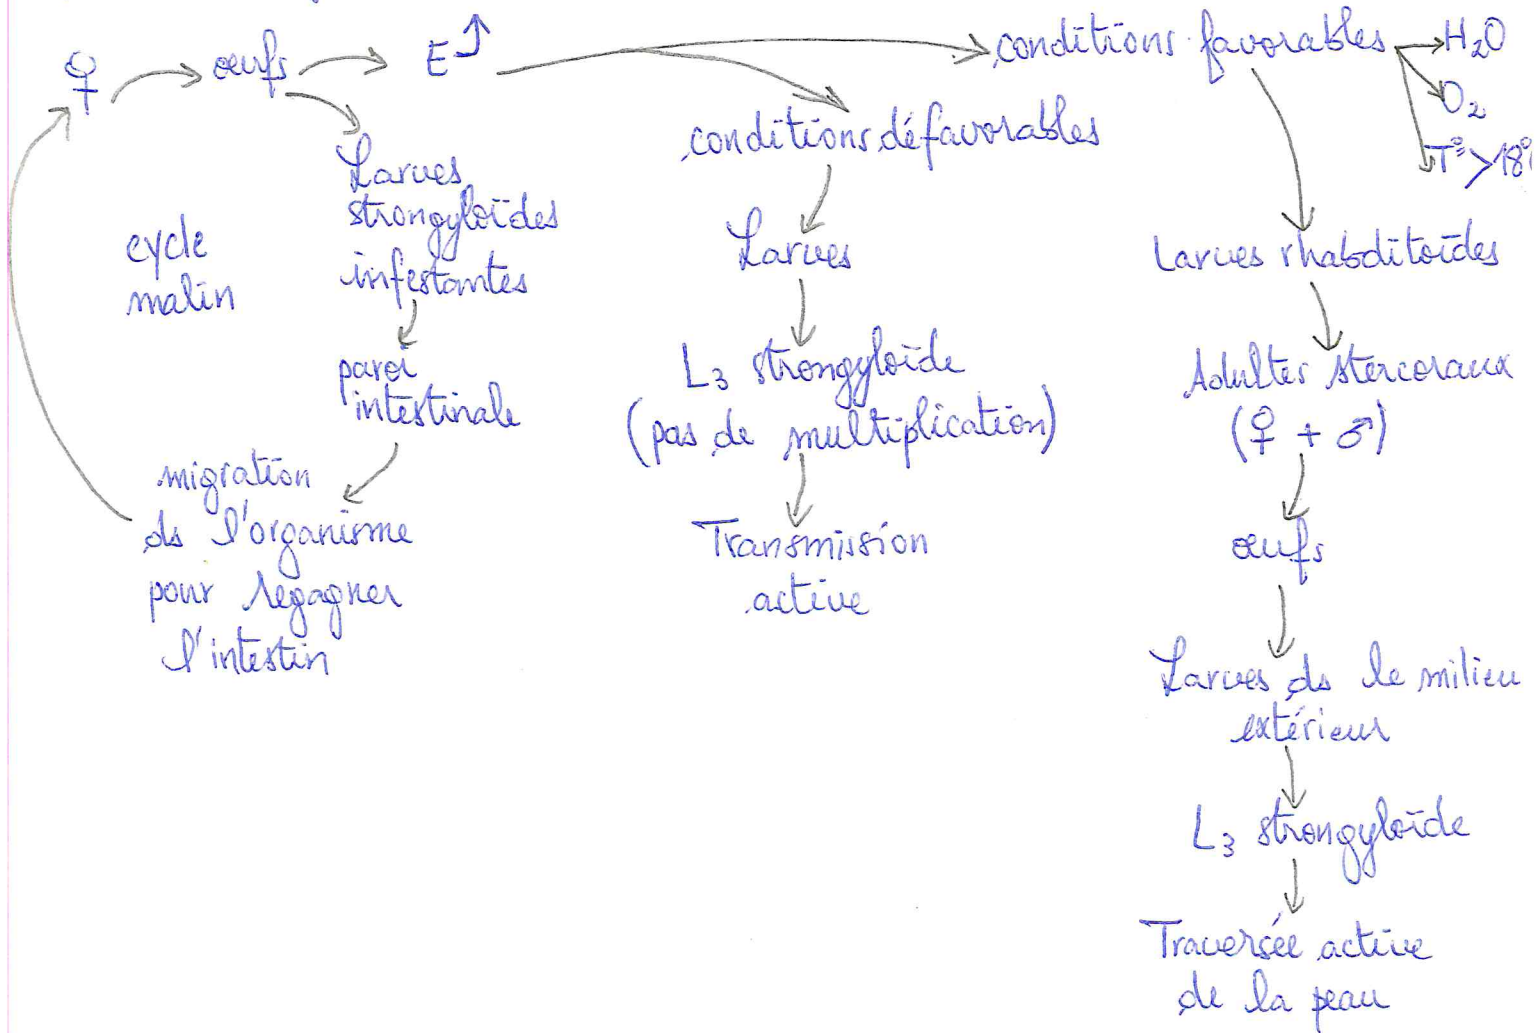 ♀ → œufs → E↑
conditions favorables → H₂O
O₂
T° > 18°
conditions défavorables
Larves
strongyloïdes
infestantes
paroi
intestinale
migration
ds l'organisme
pour regagner
l'intestin
cycle
malin
Larves
L₃ strongyloïde
(pas de multiplication)
Transmission
active
Larves rhabditoïdes
Adultes stercoraux
(♀ + ♂)
œufs
Larves ds le milieu
extérieur
L₃ strongyloïde
Traversée active
de la peau